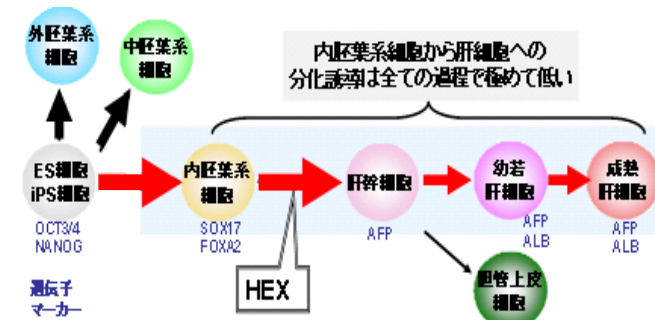 外胚葉系
細胞
中胚葉系
細胞
内胚葉系細胞から肝細胞への
分化誘導は全ての過程で極めて低い
ES細胞
iPS細胞
OCT3/4
NANOG
内胚葉系
細胞
SOX17
FOXA2
肝幹細胞
AFP
幼若
肝細胞
AFP
ALB
成熟
肝細胞
AFP
ALB
HEX
胆管上皮
細胞
遺伝子
マーカー